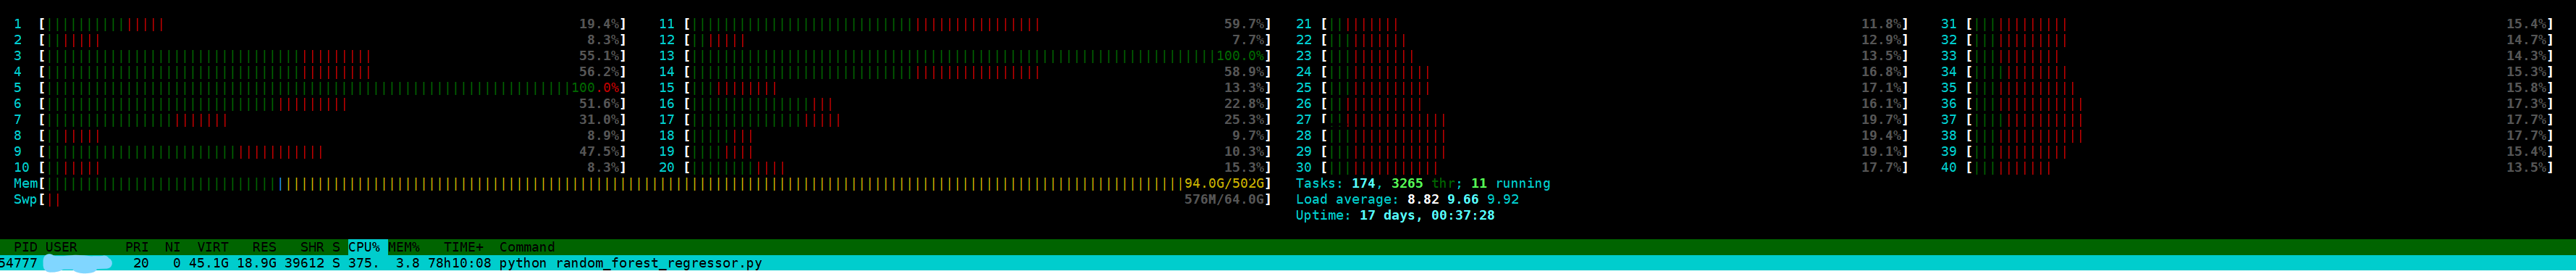 1 [ 19.4%] 11 [ 59.7%] 21 [ 11.8%] 31 [ 15.4%]
2 [ 8.3%] 12 [ 7.7%] 22 [ 12.9%] 32 [ 14.7%]
3 [ 55.1%] 13 [ 100.0%] 23 [ 13.5%] 33 [ 14.3%]
4 [ 56.2%] 14 [ 58.9%] 24 [ 16.8%] 34 [ 15.3%]
5 [ 100.0%] 15 [ 13.3%] 25 [ 17.1%] 35 [ 15.8%]
6 [ 51.6%] 16 [ 22.8%] 26 [ 16.1%] 36 [ 17.3%]
7 [ 31.0%] 17 [ 25.3%] 27 [ 19.7%] 37 [ 17.7%]
8 [ 8.9%] 18 [ 9.7%] 28 [ 19.4%] 38 [ 17.7%]
9 [ 47.5%] 19 [ 10.3%] 29 [ 19.1%] 39 [ 15.4%]
10 [ 8.3%] 20 [ 15.3%] 30 [ 17.7%] 40 [ 13.5%]
Mem[ 94.0G/502G] Tasks: 174, 3265 thr; 11 running
Swp[ 576M/64.0G] Load average: 8.82 9.66 9.92
Uptime: 17 days, 00:37:28
PID USER PRI NI VIRT RES SHR S CPU% MEM% TIME+ Command
54777 20 0 45.1G 18.9G 39612 S 375. 3.8 78h10:08 python random_forest_regressor.py